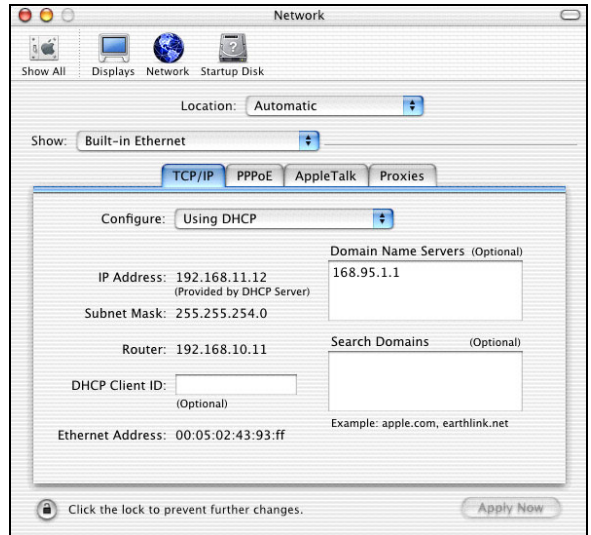 Network
Show All Displays Network Startup Disk
Location: Automatic
Show: Built-in Ethernet
TCP/IP PPPoE AppleTalk Proxies
Configure: Using DHCP
Domain Name Servers (Optional)
168.95.1.1
IP Address: 192.168.11.12
(Provided by DHCP Server)
Subnet Mask: 255.255.254.0
Router: 192.168.10.11
Search Domains (Optional)
DHCP Client ID:
(Optional)
Example: apple.com, earthlink.net
Ethernet Address: 00:05:02:43:93:ff
Click the lock to prevent further changes.
Apply Now